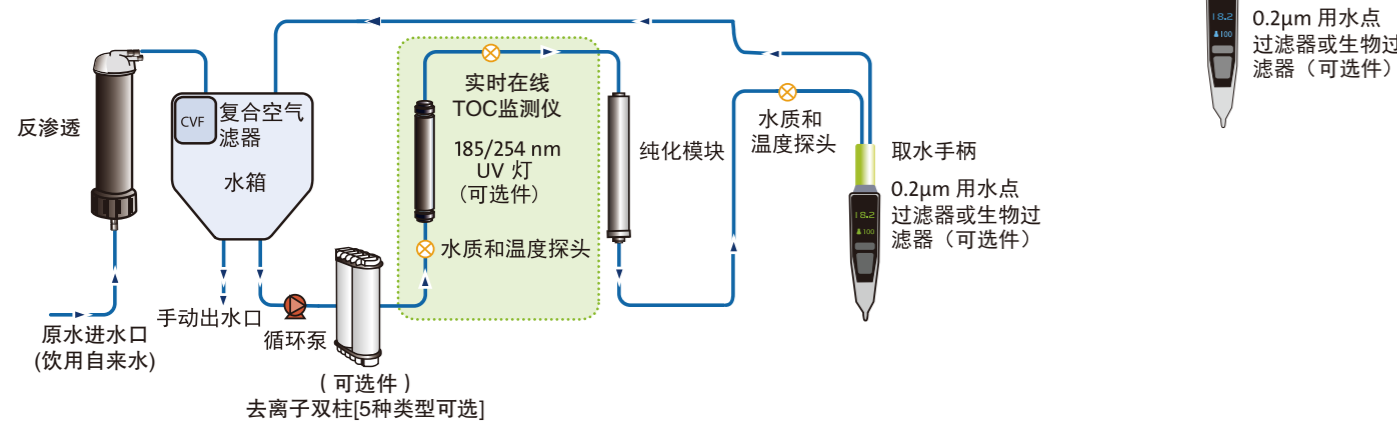 反渗透
CVF
复合空气
滤器
水箱
原水进水口
(饮用自来水)
手动出水口
循环泵
（可选件）
去离子双柱[5种类型可选]
实时在线
TOC监测仪
185/254 nm
UV 灯
（可选件）
水质和温度探头
纯化模块
水质和
温度探头
取水手柄
0.2μm 用水点
过滤器或生物过
滤器（可选件）
18.2
100
18.2
100
0.2μm 用水点
过滤器或生物过
滤器（可选件）